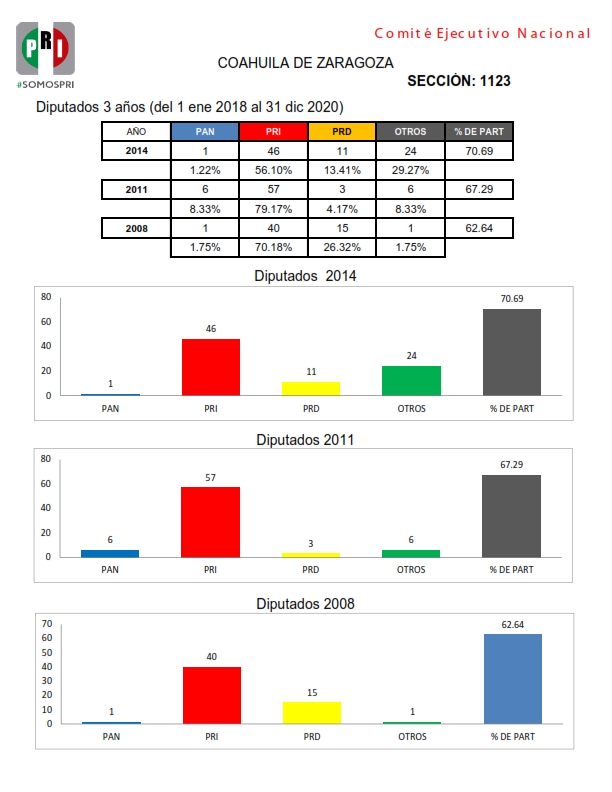 Comité Ejecutivo Nacional
PRI
#SOMOSPRI
COAHUILA DE ZARAGOZA
SECCIÓN: 1123
Diputados 3 años (del 1 ene 2018 al 31 dic 2020)
AÑO PAN PRI PRD OTROS % DE PART
2014 1 46 11 24 70.69
1.22% 56.10% 13.41% 29.27%
2011 6 57 3 6 67.29
8.33% 79.17% 4.17% 8.33%
2008 1 40 15 1 62.64
1.75% 70.18% 26.32% 1.75%
Diputados 2014
80
60
40
20
0
1 46 11 24 70.69
PAN PRI PRD OTROS % DE PART
Diputados 2011
80
60
40
20
0
6 57 3 6 67.29
PAN PRI PRD OTROS % DE PART
Diputados 2008
70
60
50
40
30
20
10
0
1 40 15 1 62.64
PAN PRI PRD OTROS % DE PART